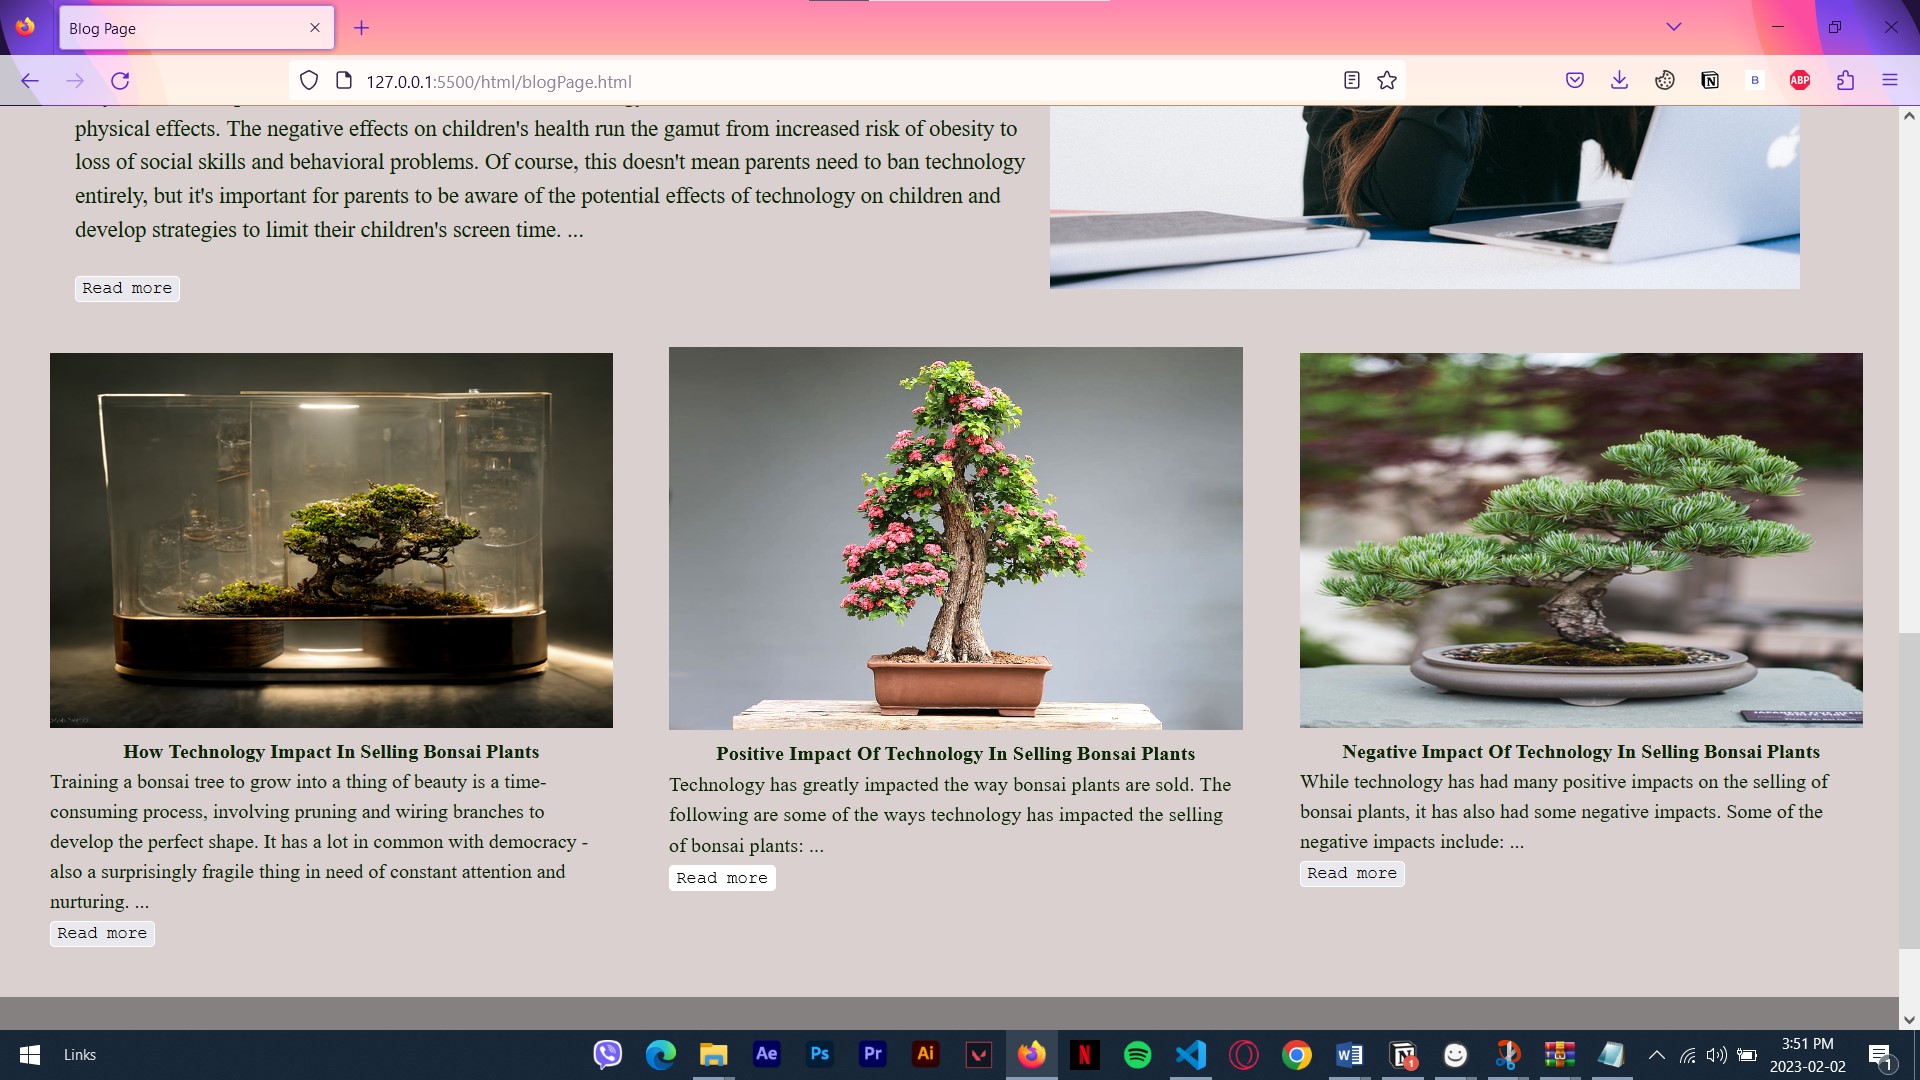 Blog Page
127.0.0.1:5500/html/blogPage.html
B
ABP
physical effects. The negative effects on children's health run the gamut from increased risk of obesity to
loss of social skills and behavioral problems. Of course, this doesn't mean parents need to ban technology
entirely, but it's important for parents to be aware of the potential effects of technology on children and
develop strategies to limit their children's screen time. ...
Read more
How Technology Impact In Selling Bonsai Plants
Training a bonsai tree to grow into a thing of beauty is a time-
consuming process, involving pruning and wiring branches to
develop the perfect shape. It has a lot in common with democracy -
also a surprisingly fragile thing in need of constant attention and
nurturing. ...
Read more
Positive Impact Of Technology In Selling Bonsai Plants
Technology has greatly impacted the way bonsai plants are sold. The
following are some of the ways technology has impacted the selling
of bonsai plants: ...
Read more
Negative Impact Of Technology In Selling Bonsai Plants
While technology has had many positive impacts on the selling of
bonsai plants, it has also had some negative impacts. Some of the
negative impacts include: ...
Read more
Links
Ae
Ps
Pr
Ai
N
W
N
1
3:51 PM
2023-02-02
1